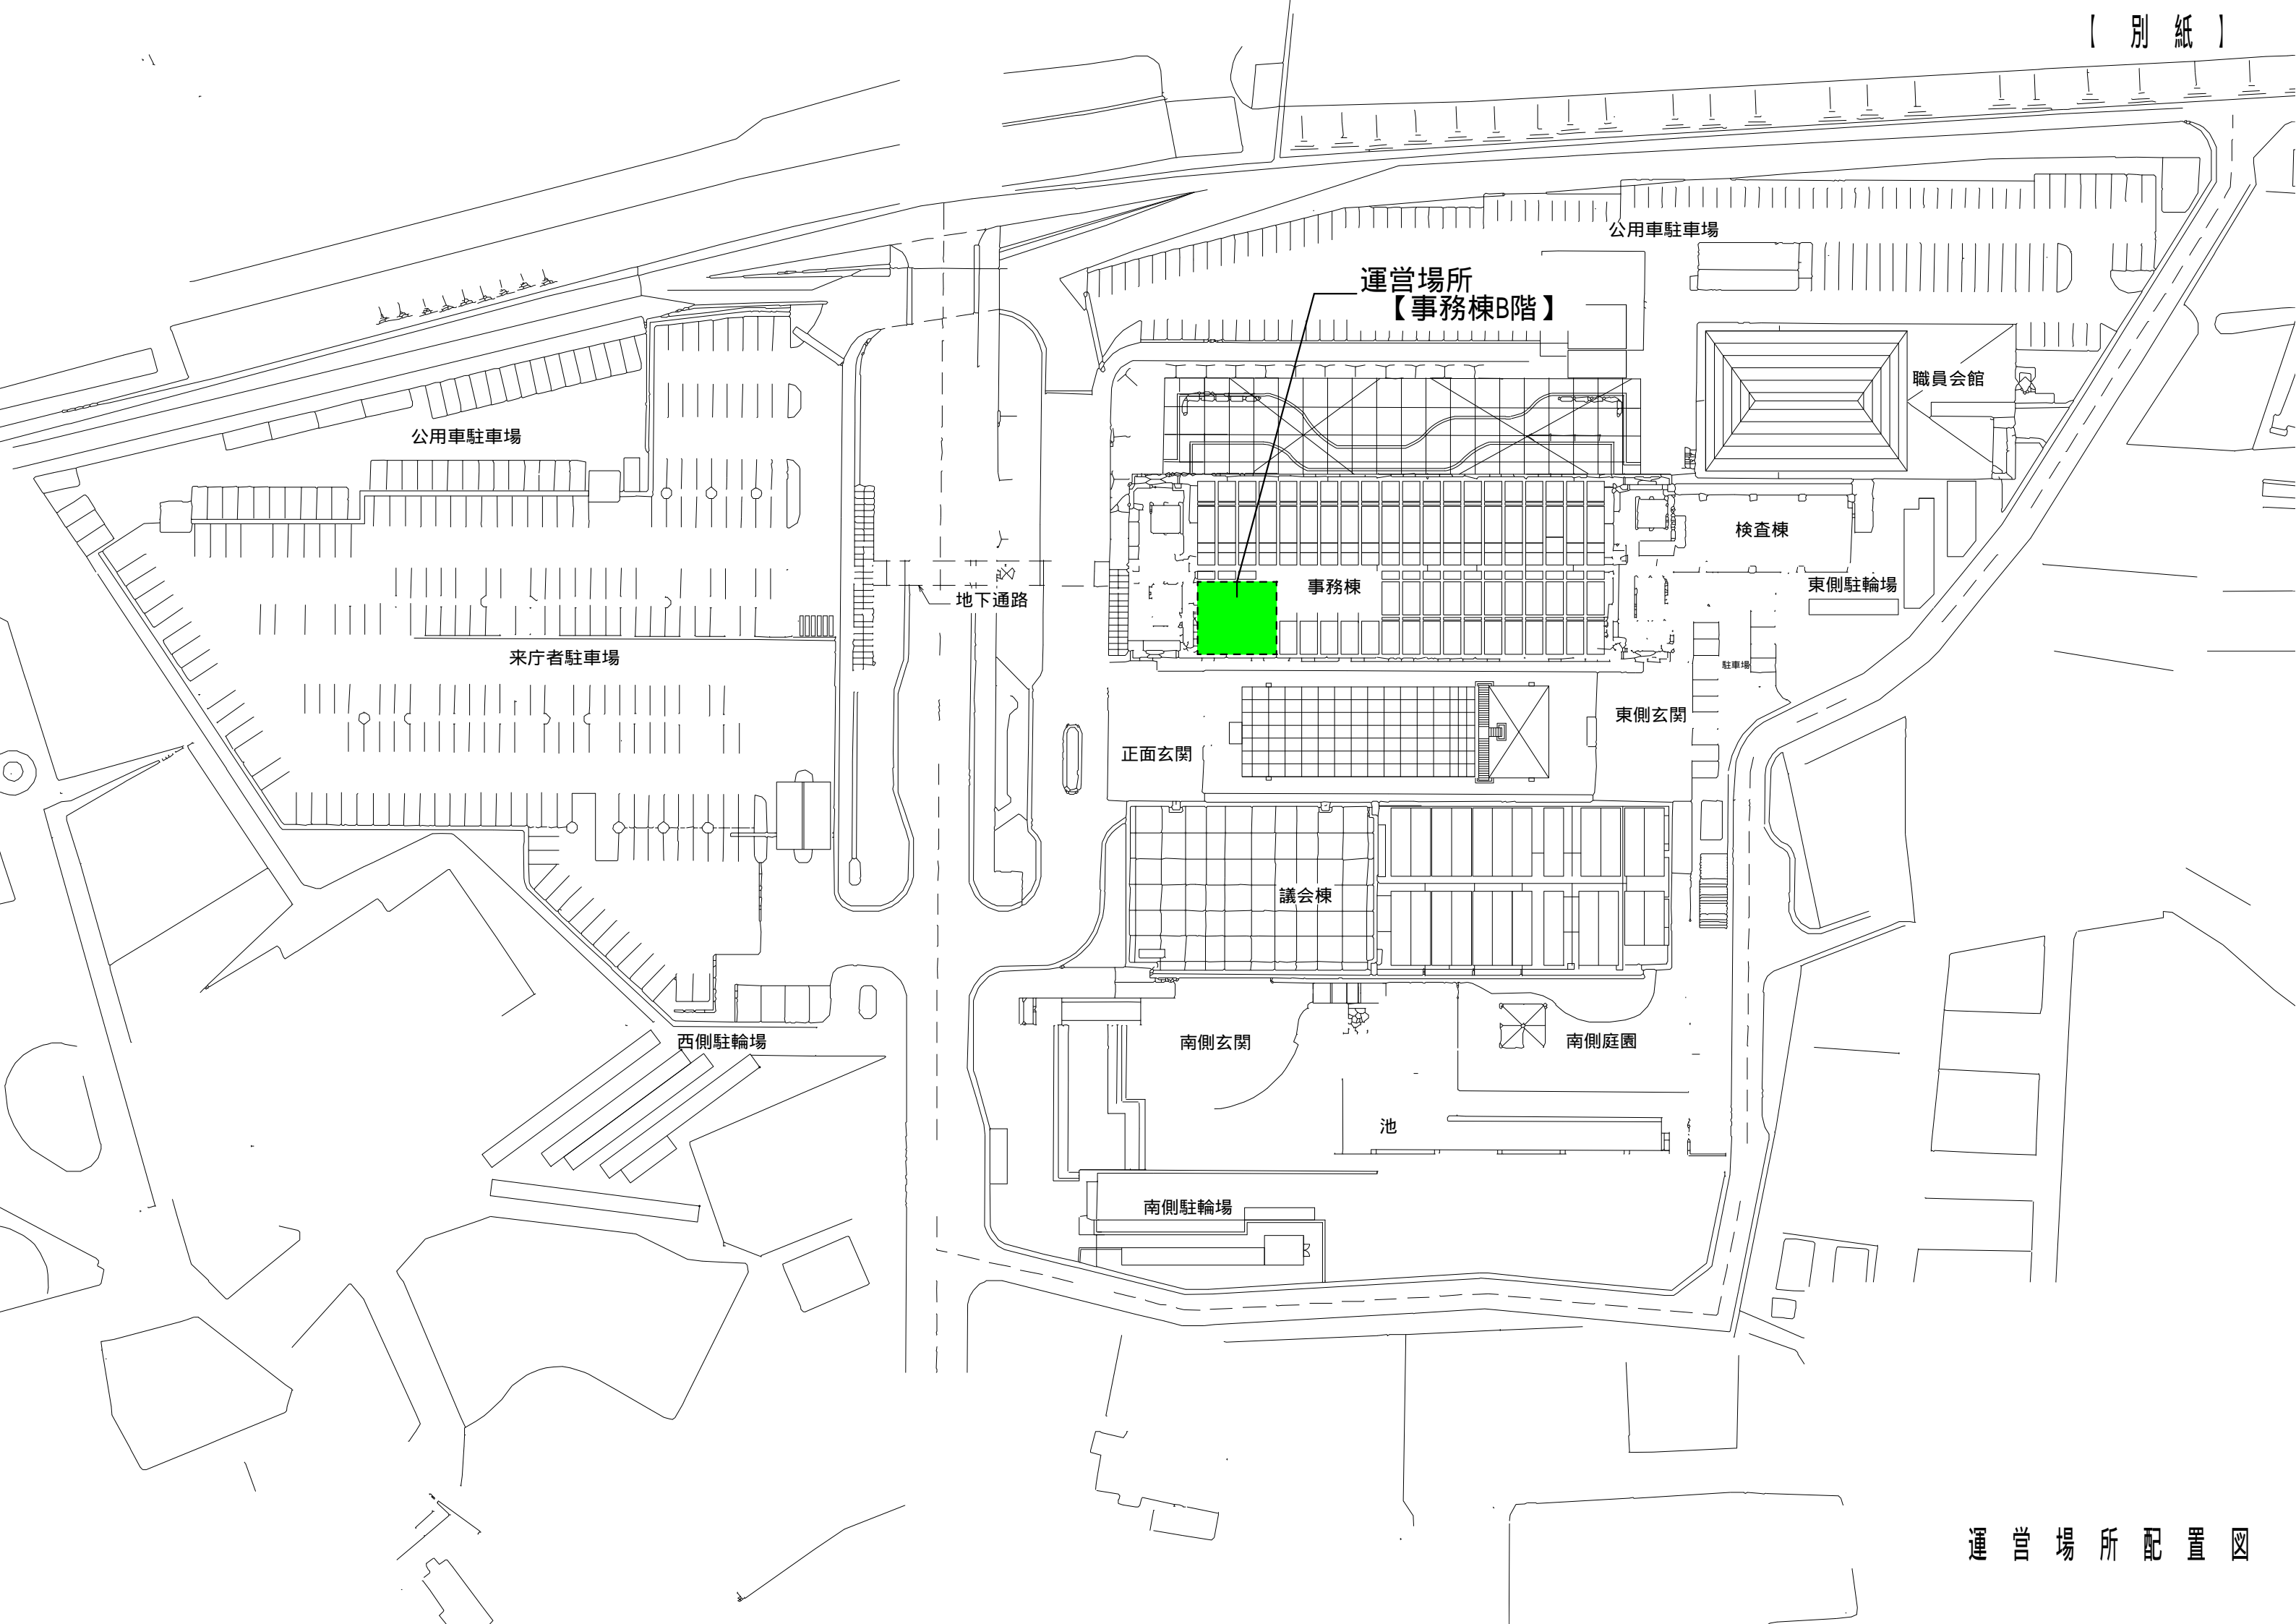 【 別 紙 】
公用車駐車場
運営場所
【事務棟B階】
職員会館
公用車駐車場
検査棟
東側駐輪場
事務棟
地下通路
来庁者駐車場
駐車場
東側玄関
正面玄関
議会棟
西側駐輪場
南側玄関
南側庭園
池
南側駐輪場
運 営 場 所 配 置 図